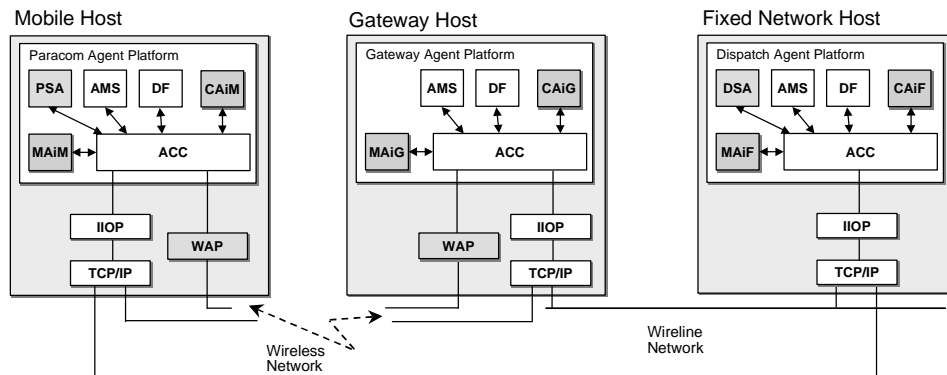 Mobile Host
Gateway Host
Fixed Network Host
Paracom Agent Platform
PSA
AMS
DF
CAiM
MAiM
ACC
IIOP
WAP
TCP/IP
Gateway Agent Platform
AMS
DF
CAiG
MAiG
ACC
WAP
IIOP
TCP/IP
Dispatch Agent Platform
DSA
AMS
DF
CAiF
MAiF
ACC
IIOP
TCP/IP
Wireless
Network
Wireline
Network